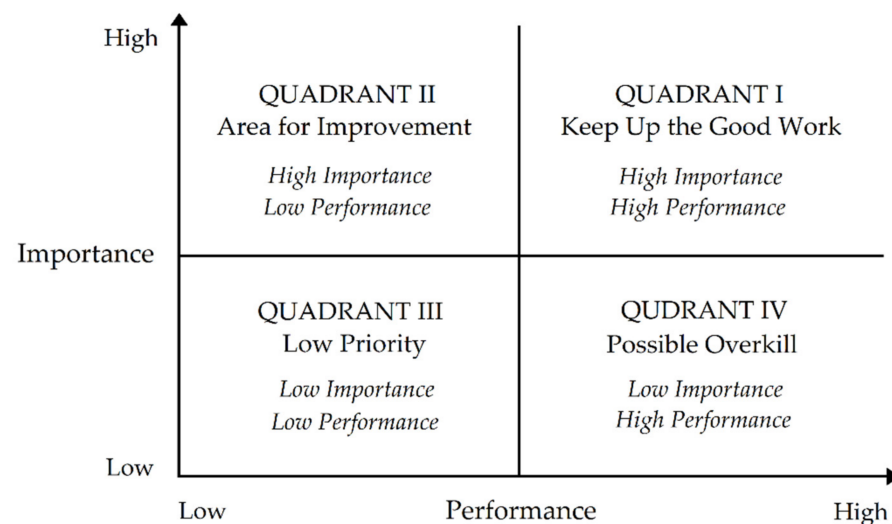 High
QUADRANT II
Area for Improvement
High Importance
Low Performance
QUADRANT I
Keep Up the Good Work
High Importance
High Performance
Importance
QUADRANT III
Low Priority
Low Importance
Low Performance
QUDRANT IV
Possible Overkill
Low Importance
High Performance
Low
Low
Performance
High